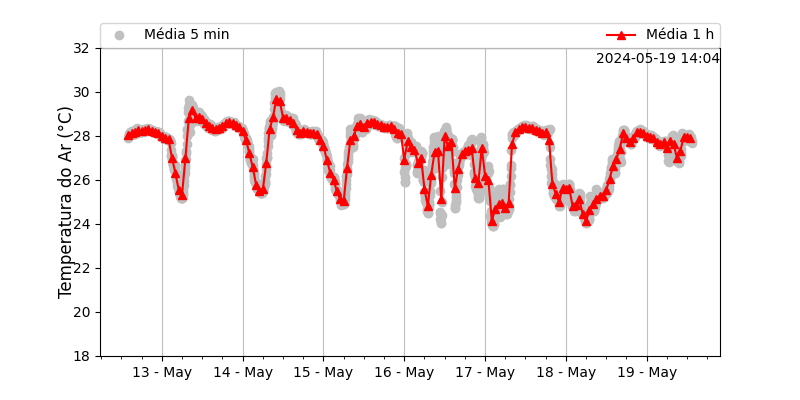 Média 5 min
Média 1 h
2024-05-19 14:04
Temperatura do Ar (°C)
32
30
28
26
24
22
20
18
13 - May
14 - May
15 - May
16 - May
17 - May
18 - May
19 - May